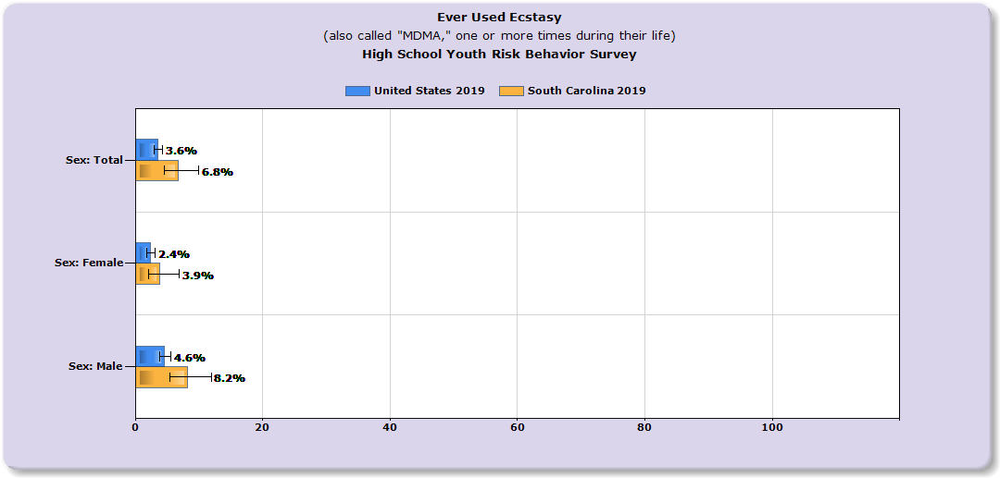 Ever Used Ecstasy
(also called "MDMA," one or more times during their life)
High School Youth Risk Behavior Survey
United States 2019 South Carolina 2019
3.6%
Sex: Total
6.8%
2.4%
Sex: Female
3.9%
4.6%
Sex: Male
8.2%
0 20 40 60 80 100